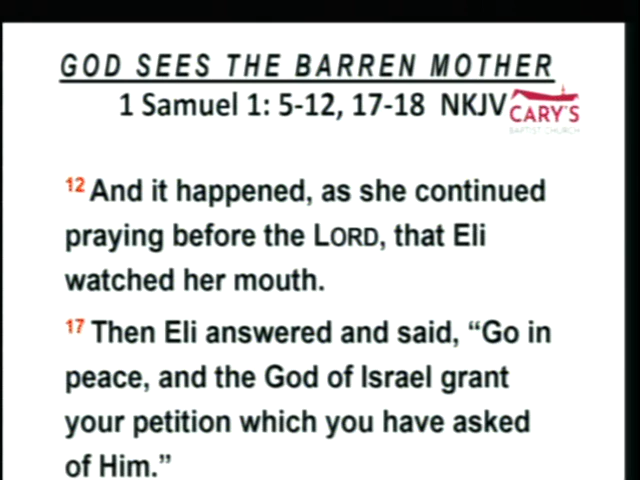 GOD SEES THE BARREN MOTHER
1 Samuel 1: 5-12, 17-18 NKJV
CARY'S
BAPTIST CHURCH
12 And it happened, as she continued
praying before the LORD, that Eli
watched her mouth.
17 Then Eli answered and said, “Go in
peace, and the God of Israel grant
your petition which you have asked
of Him.”